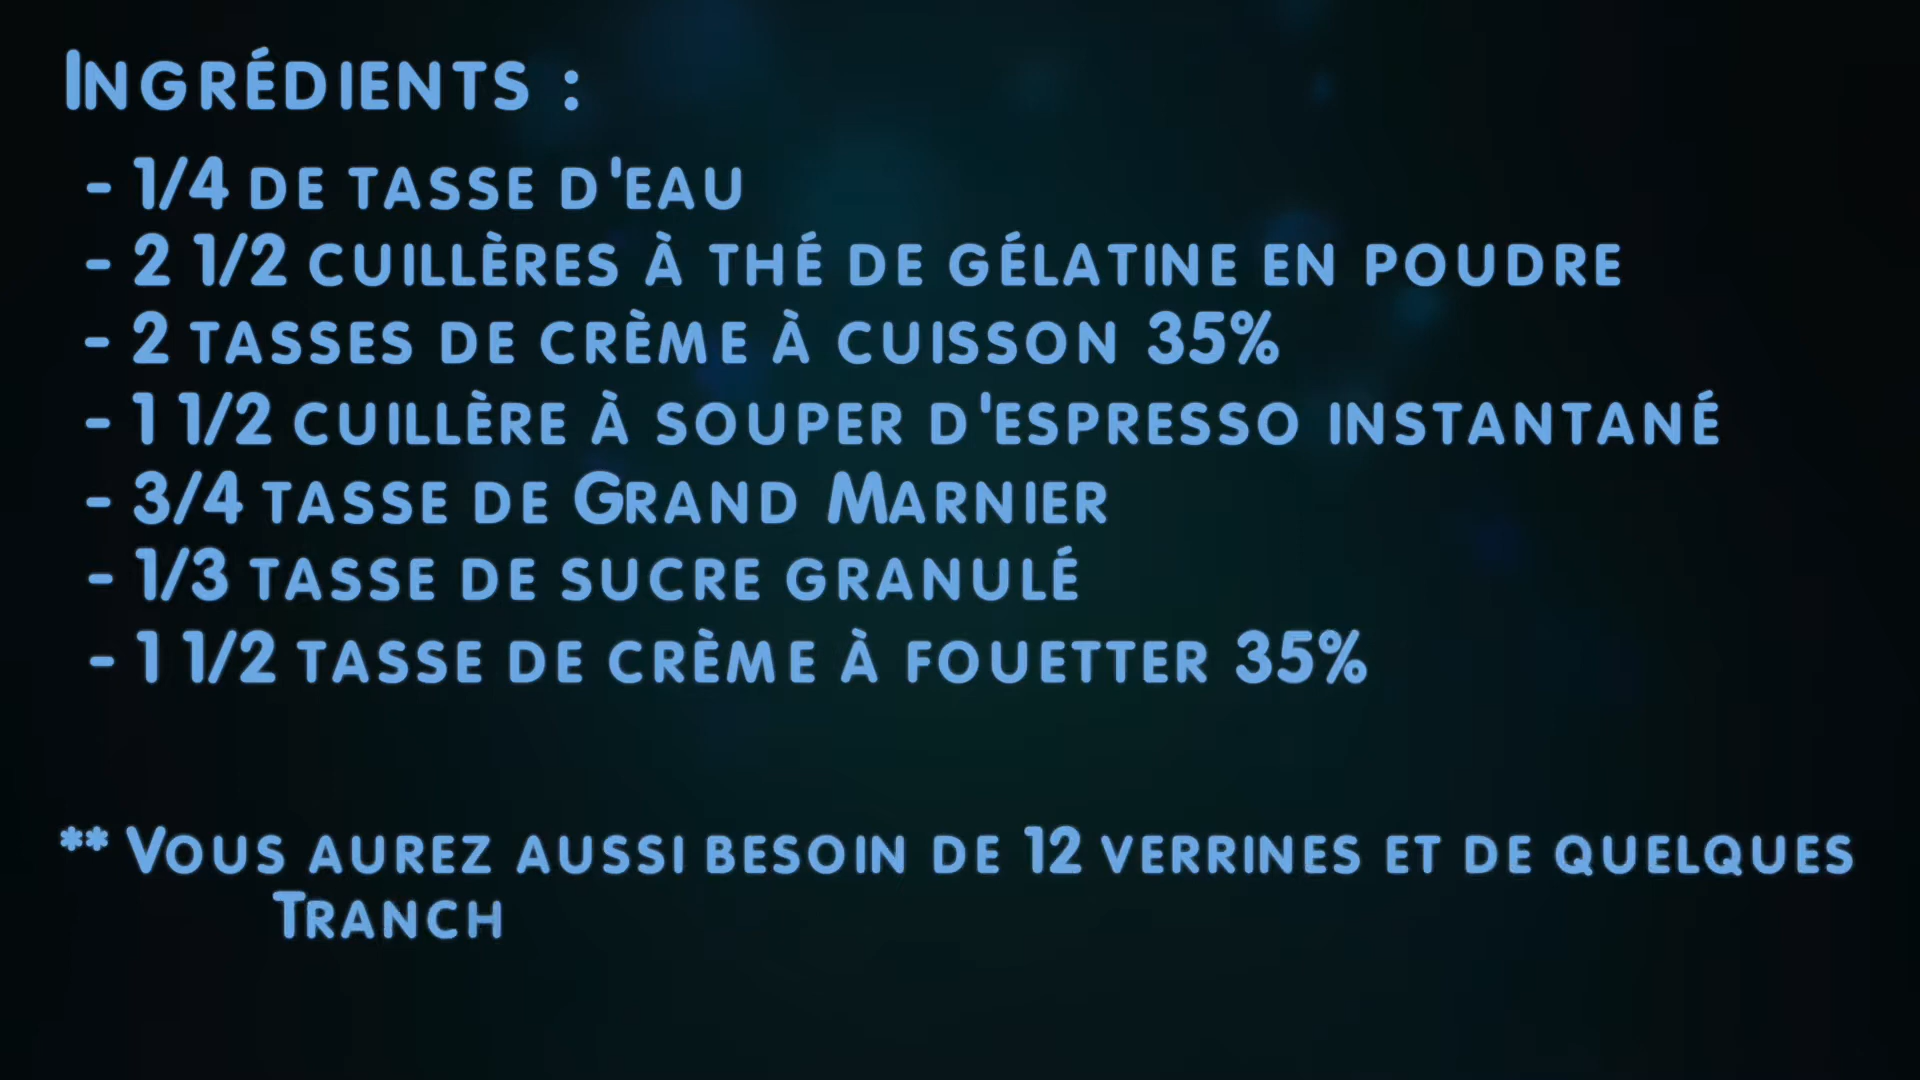 Ingrédients :
- 1/4 de tasse d'eau
- 2 1/2 cuillères à thé de gélatine en poudre
- 2 tasses de crème à cuisson 35%
- 1 1/2 cuillère à souper d'espresso instantané
- 3/4 tasse de Grand Marnier
- 1/3 tasse de sucre granulé
- 1 1/2 tasse de crème à fouetter 35%
** Vous aurez aussi besoin de 12 verrines et de quelques
Tranch